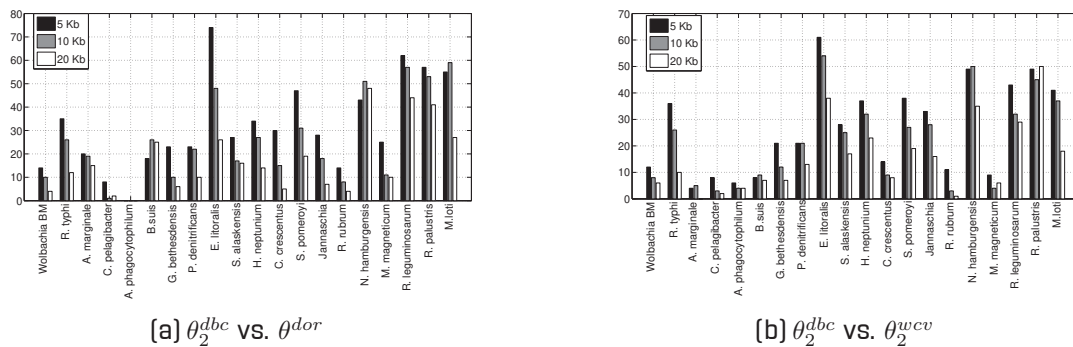 80
70
60
50
40
30
20
10
0
5 Kb
10 Kb
20 Kb
Wolbachia BM
R. typhi
A. marginale
C. pelagibacter
A. phagocytophilum
B.suis
G. bethesdensis
P. denitrificans
E. litoralis
S. alaskensis
H. neptunium
C. crescentus
S. pomeroyi
Jannaschia
R. rubrum
N. hamburgensis
M. magneticum
R. leguminosarum
R. palustris
M.loti
(a) θ₂ᵈᵇᶜ vs. θᵈᵒʳ
70
60
50
40
30
20
10
0
5 Kb
10 Kb
20 Kb
Wolbachia BM
R. typhi
A. marginale
C. pelagibacter
A. phagocytophilum
B.suis
G. bethesdensis
P. denitrificans
E. litoralis
S. alaskensis
H. neptunium
C crescentus
S. pomeroyi
Jannaschia
R. rubrum
N. hamburgensis
M. magneticum
R. leguminosarum
R. palustris
M.loti
(b) θ₂ᵈᵇᶜ vs. θ₂ʷᶜᵛ